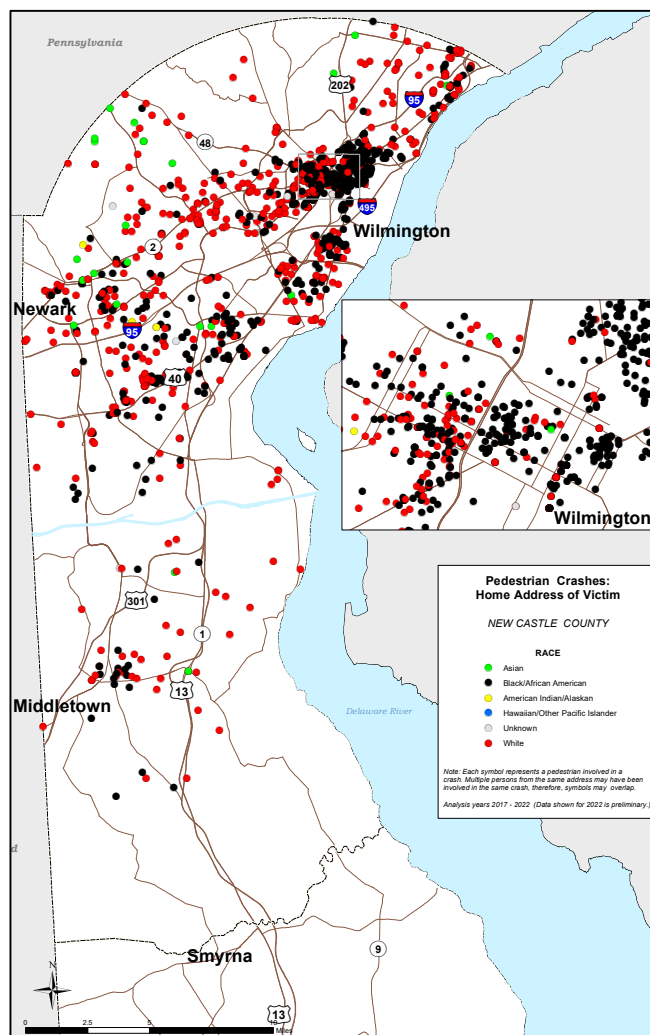 Pennsylvania
202
95
48
495
Wilmington
2
Newark
95
40
Wilmington
301
1
13
Middletown
Delaware River
Pedestrian Crashes:
Home Address of Victim
NEW CASTLE COUNTY
RACE
Asian
Black/African American
American Indian/Alaskan
Hawaiian/Other Pacific Islander
Unknown
White
Note: Each symbol represents a pedestrian involved in a
crash. Multiple persons from the same address may have been
involved in the same crash, therefore, symbols may overlap.
Analysis years 2017 - 2022 (Data shown for 2022 is preliminary.)
d
Smyrna
9
13
0 2.5 5 10
Miles